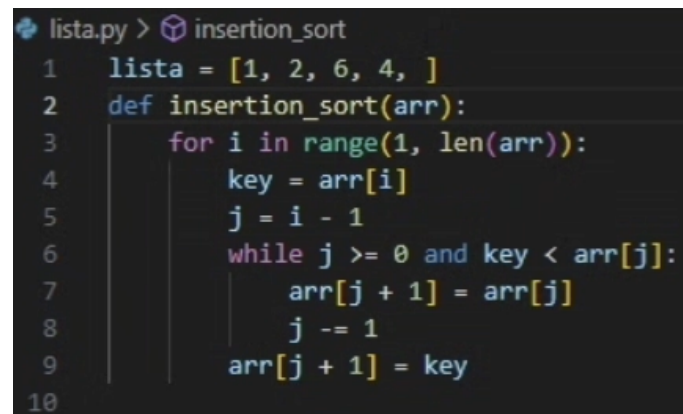 lista.py > insertion_sort
1 lista = [1, 2, 6, 4, ]
2 def insertion_sort(arr):
3 for i in range(1, len(arr)):
4 key = arr[i]
5 j = i - 1
6 while j >= 0 and key < arr[j]:
7 arr[j + 1] = arr[j]
8 j -= 1
9 arr[j + 1] = key
10